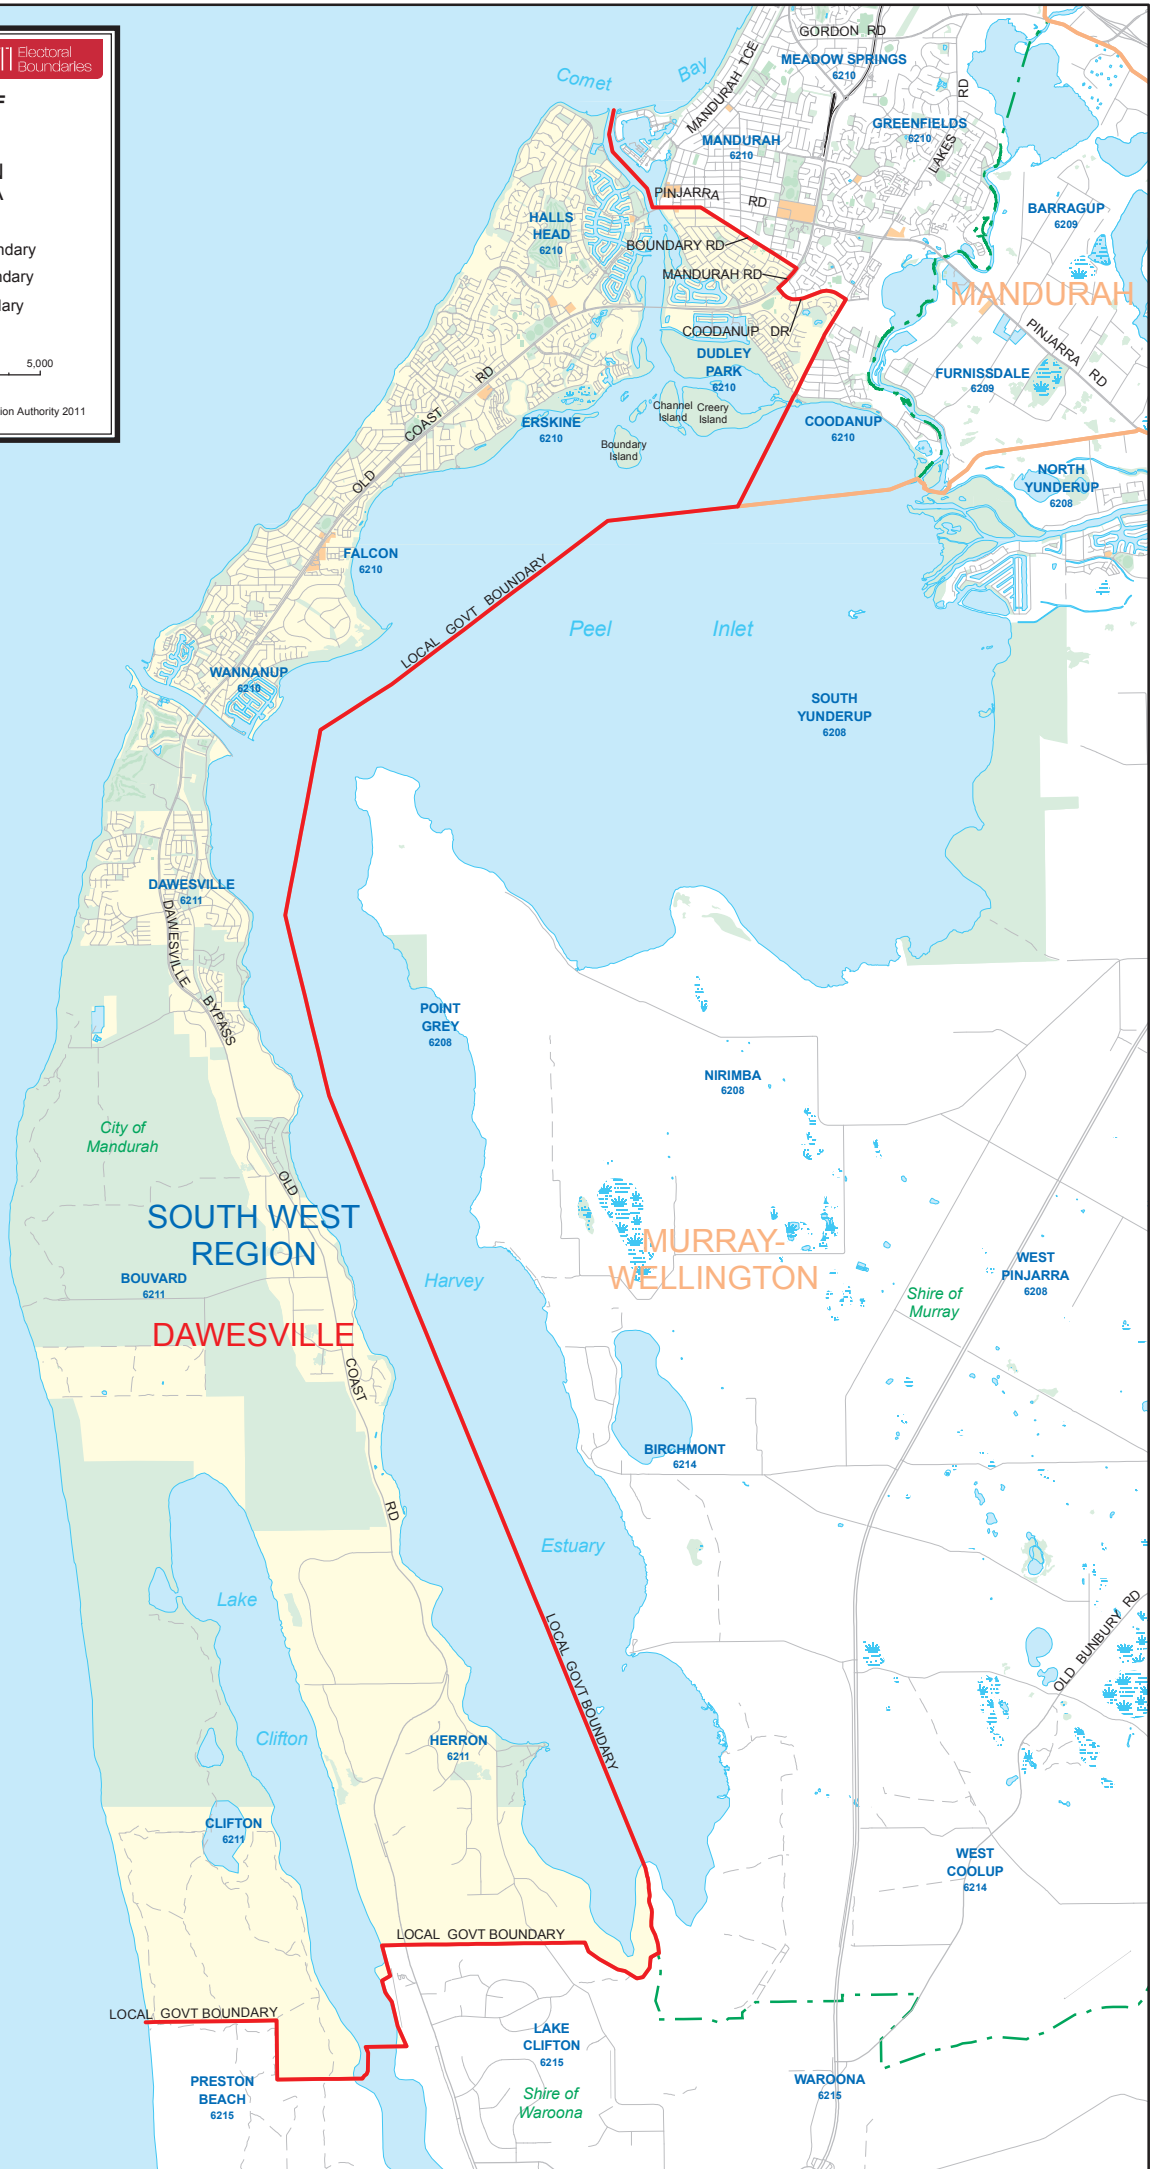 Electoral
Boundaries
5,000
ion Authority 2011
Comet
Bay
GORDON RD
MANDURAH TCE
MEADOW SPRINGS
6210
RD
LAKES
GREENFIELDS
6210
MANDURAH
6210
PINJARRA
RD
BARRAGUP
6209
HALLS
HEAD
6210
BOUNDARY RD
MANDURAH RD
MANDURAH
COODANUP DR
PINJARRA RD
DUDLEY
PARK
6210
FURNISSDALE
6209
OLD
COAST
RD
Channel
Island
Creery
Island
ERSKINE
6210
COODANUP
6210
Boundary
Island
NORTH
YUNDERUP
6208
FALCON
6210
LOCAL GOVT BOUNDARY
Peel
Inlet
WANNANUP
6210
SOUTH
YUNDERUP
6208
DAWESVILLE
6211
DAWESVILLE
BYPASS
POINT
GREY
6208
NIRIMBA
6208
City of
Mandurah
OLD
SOUTH WEST
REGION
MURRAY-
WELLINGTON
WEST
PINJARRA
6208
BOUVARD
6211
Harvey
Shire of
Murray
DAWESVILLE
COAST
BIRCHMONT
6214
RD
Estuary
Lake
OLD BUNBURY RD
LOCAL GOVT BOUNDARY
Clifton
HERRON
6211
CLIFTON
6211
WEST
COOLUP
6214
LOCAL GOVT BOUNDARY
LOCAL GOVT BOUNDARY
LAKE
CLIFTON
6215
PRESTON
BEACH
6215
Shire of
Waroona
WAROONA
6215